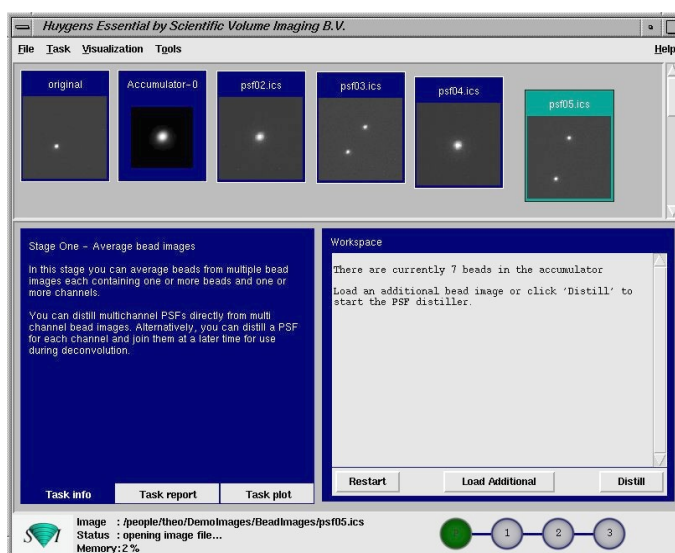 Huygens Essential by Scientific Volume Imaging B.V.
File Task Visualization Tools Help
original
Accumulator-0
psf02.ics
psf03.ics
psf04.ics
psf05.ics
Stage One - Average bead images
In this stage you can average beads from multiple bead
images each containing one or more beads and one or
more channels.
You can distill multichannel PSFs directly from multi
channel bead images. Alternatively, you can distill a PSF
for each channel and join them at a later time for use
during deconvolution.
Task info Task report Task plot
Workspace
There are currently 7 beads in the accumulator
Load an additional bead image or click 'Distill' to
start the PSF distiller.
Restart Load Additional Distill
Image : /people/theo/DemoImages/BeadImages/psf05.ics
Status : opening image file...
Memory: 2 %
1 2 3